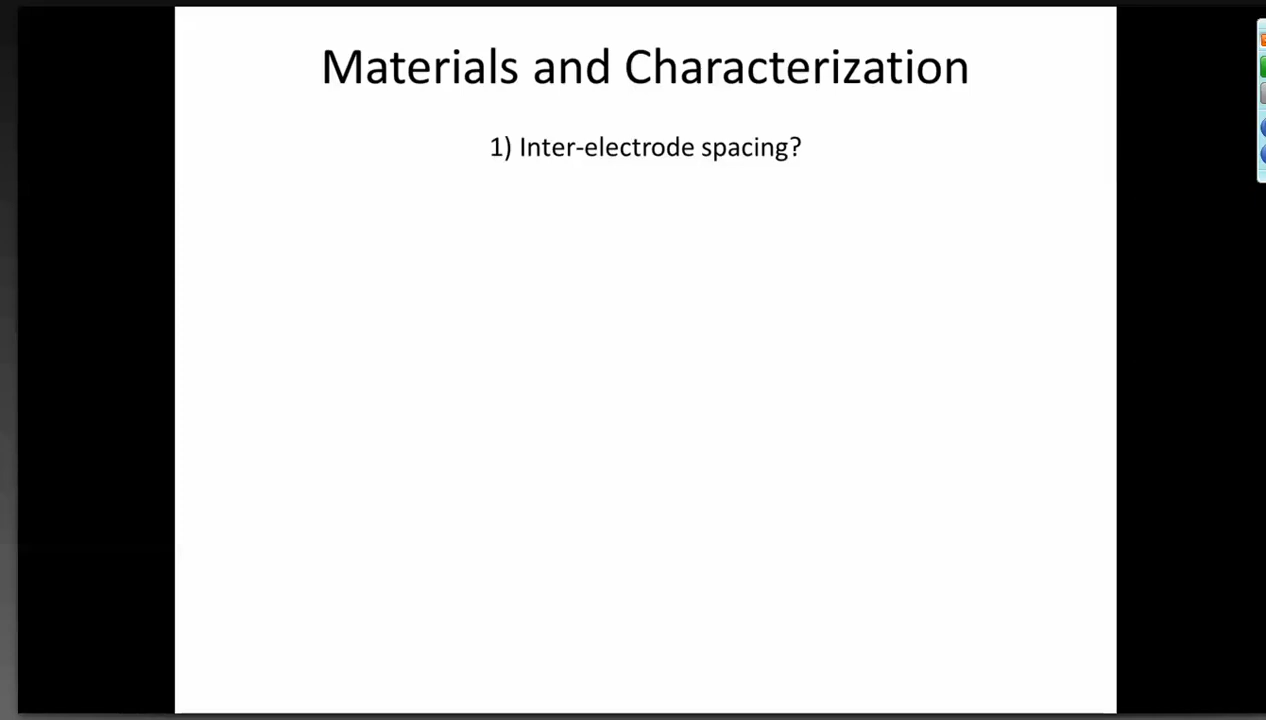 Materials and Characterization
1) Inter-electrode spacing?